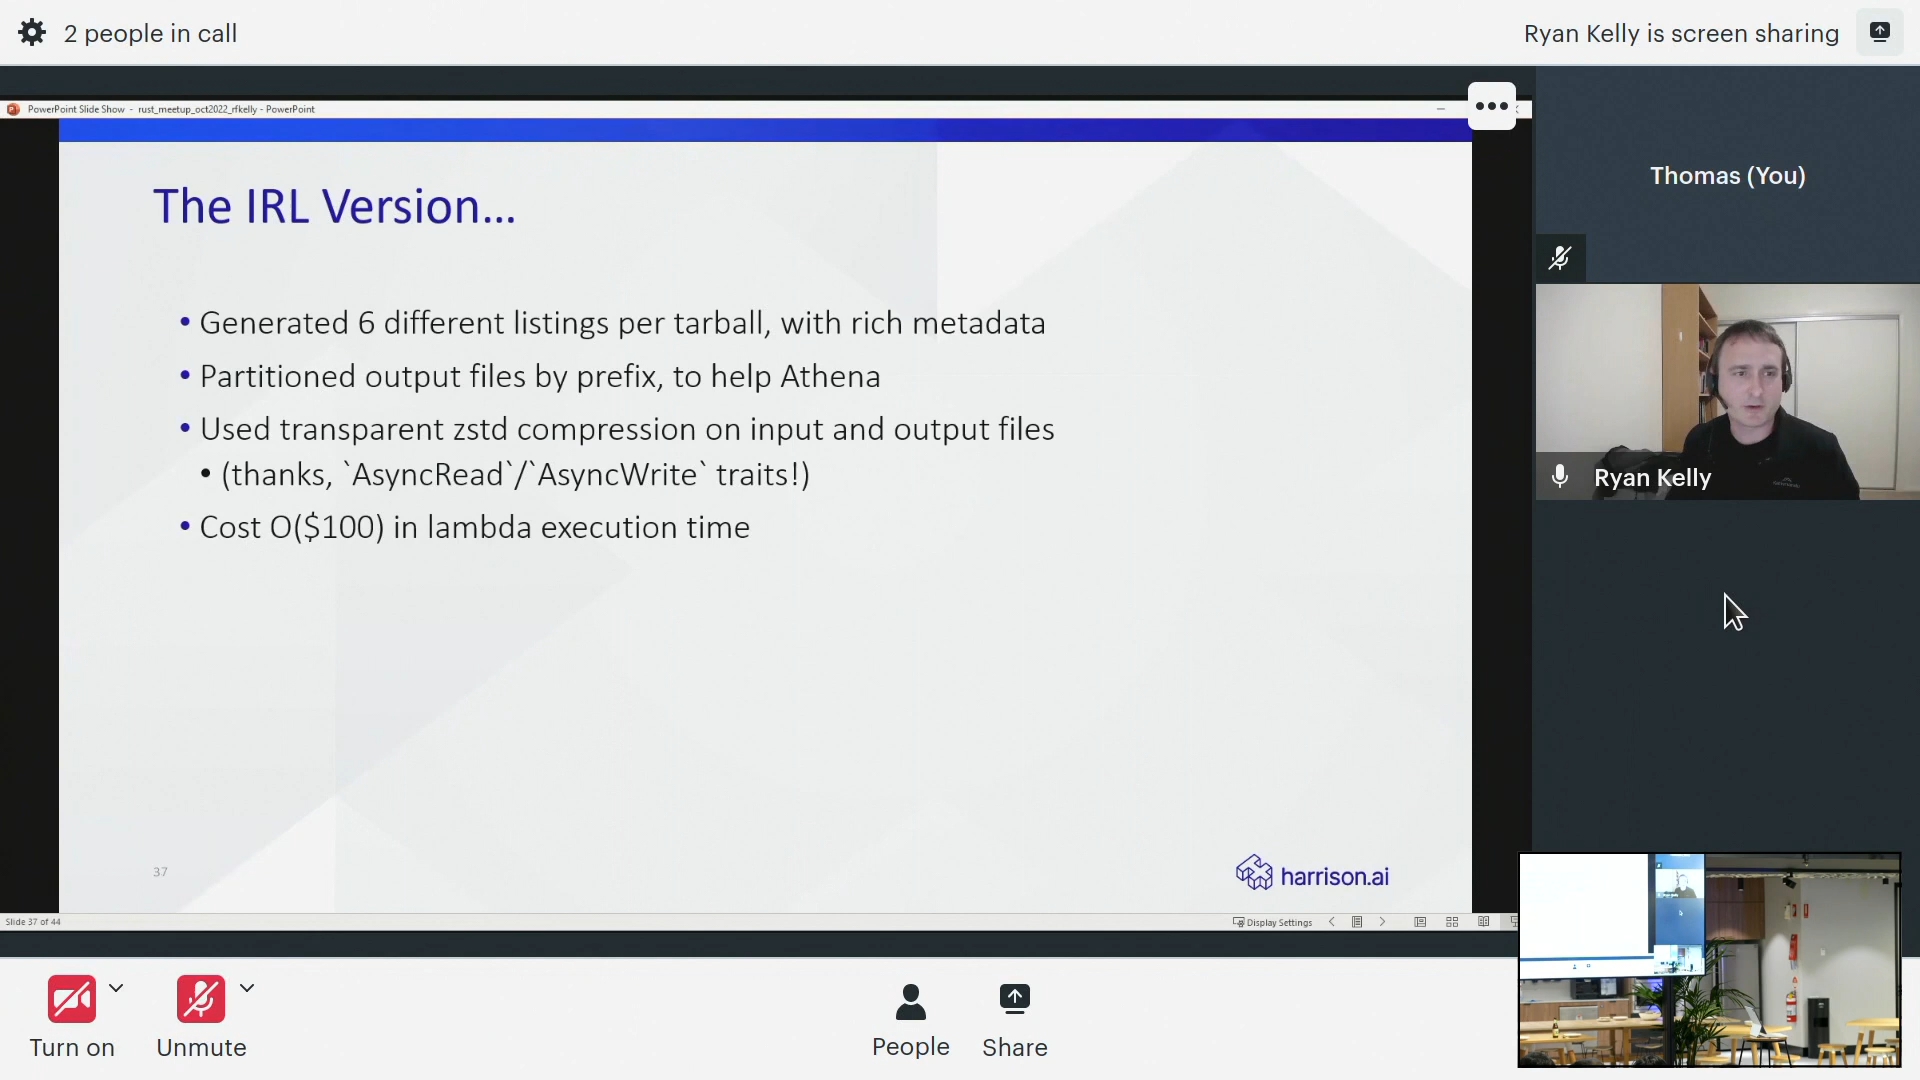 2 people in call
Ryan Kelly is screen sharing
PowerPoint Slide Show - rust_meetup_oct2022_rfkelly - PowerPoint
The IRL Version...
• Generated 6 different listings per tarball, with rich metadata
• Partitioned output files by prefix, to help Athena
• Used transparent zstd compression on input and output files
• (thanks, `AsyncRead`/`AsyncWrite` traits!)
• Cost O($100) in lambda execution time
37
harrison.ai
Slide 37 of 44
Display Settings
Thomas (You)
Ryan Kelly
Turn on
Unmute
People
Share